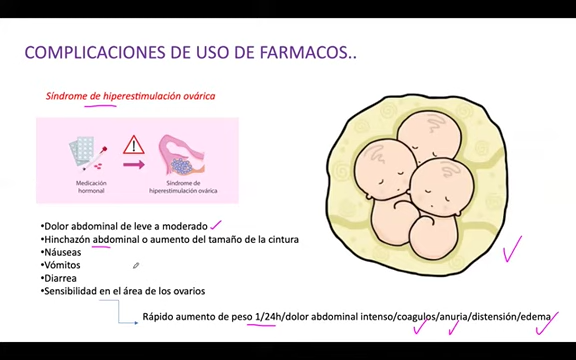 COMPLICACIONES DE USO DE FARMACOS..
Síndrome de hiperestimulación ovárica
Medicación
hormonal
Síndrome de
hiperestimulación ovárica
•Dolor abdominal de leve a moderado
•Hinchazón abdominal o aumento del tamaño de la cintura
•Náuseas
•Vómitos
•Diarrea
•Sensibilidad en el área de los ovarios
Rápido aumento de peso 1/24h/dolor abdominal intenso/coagulos/anuria/distensión/edema